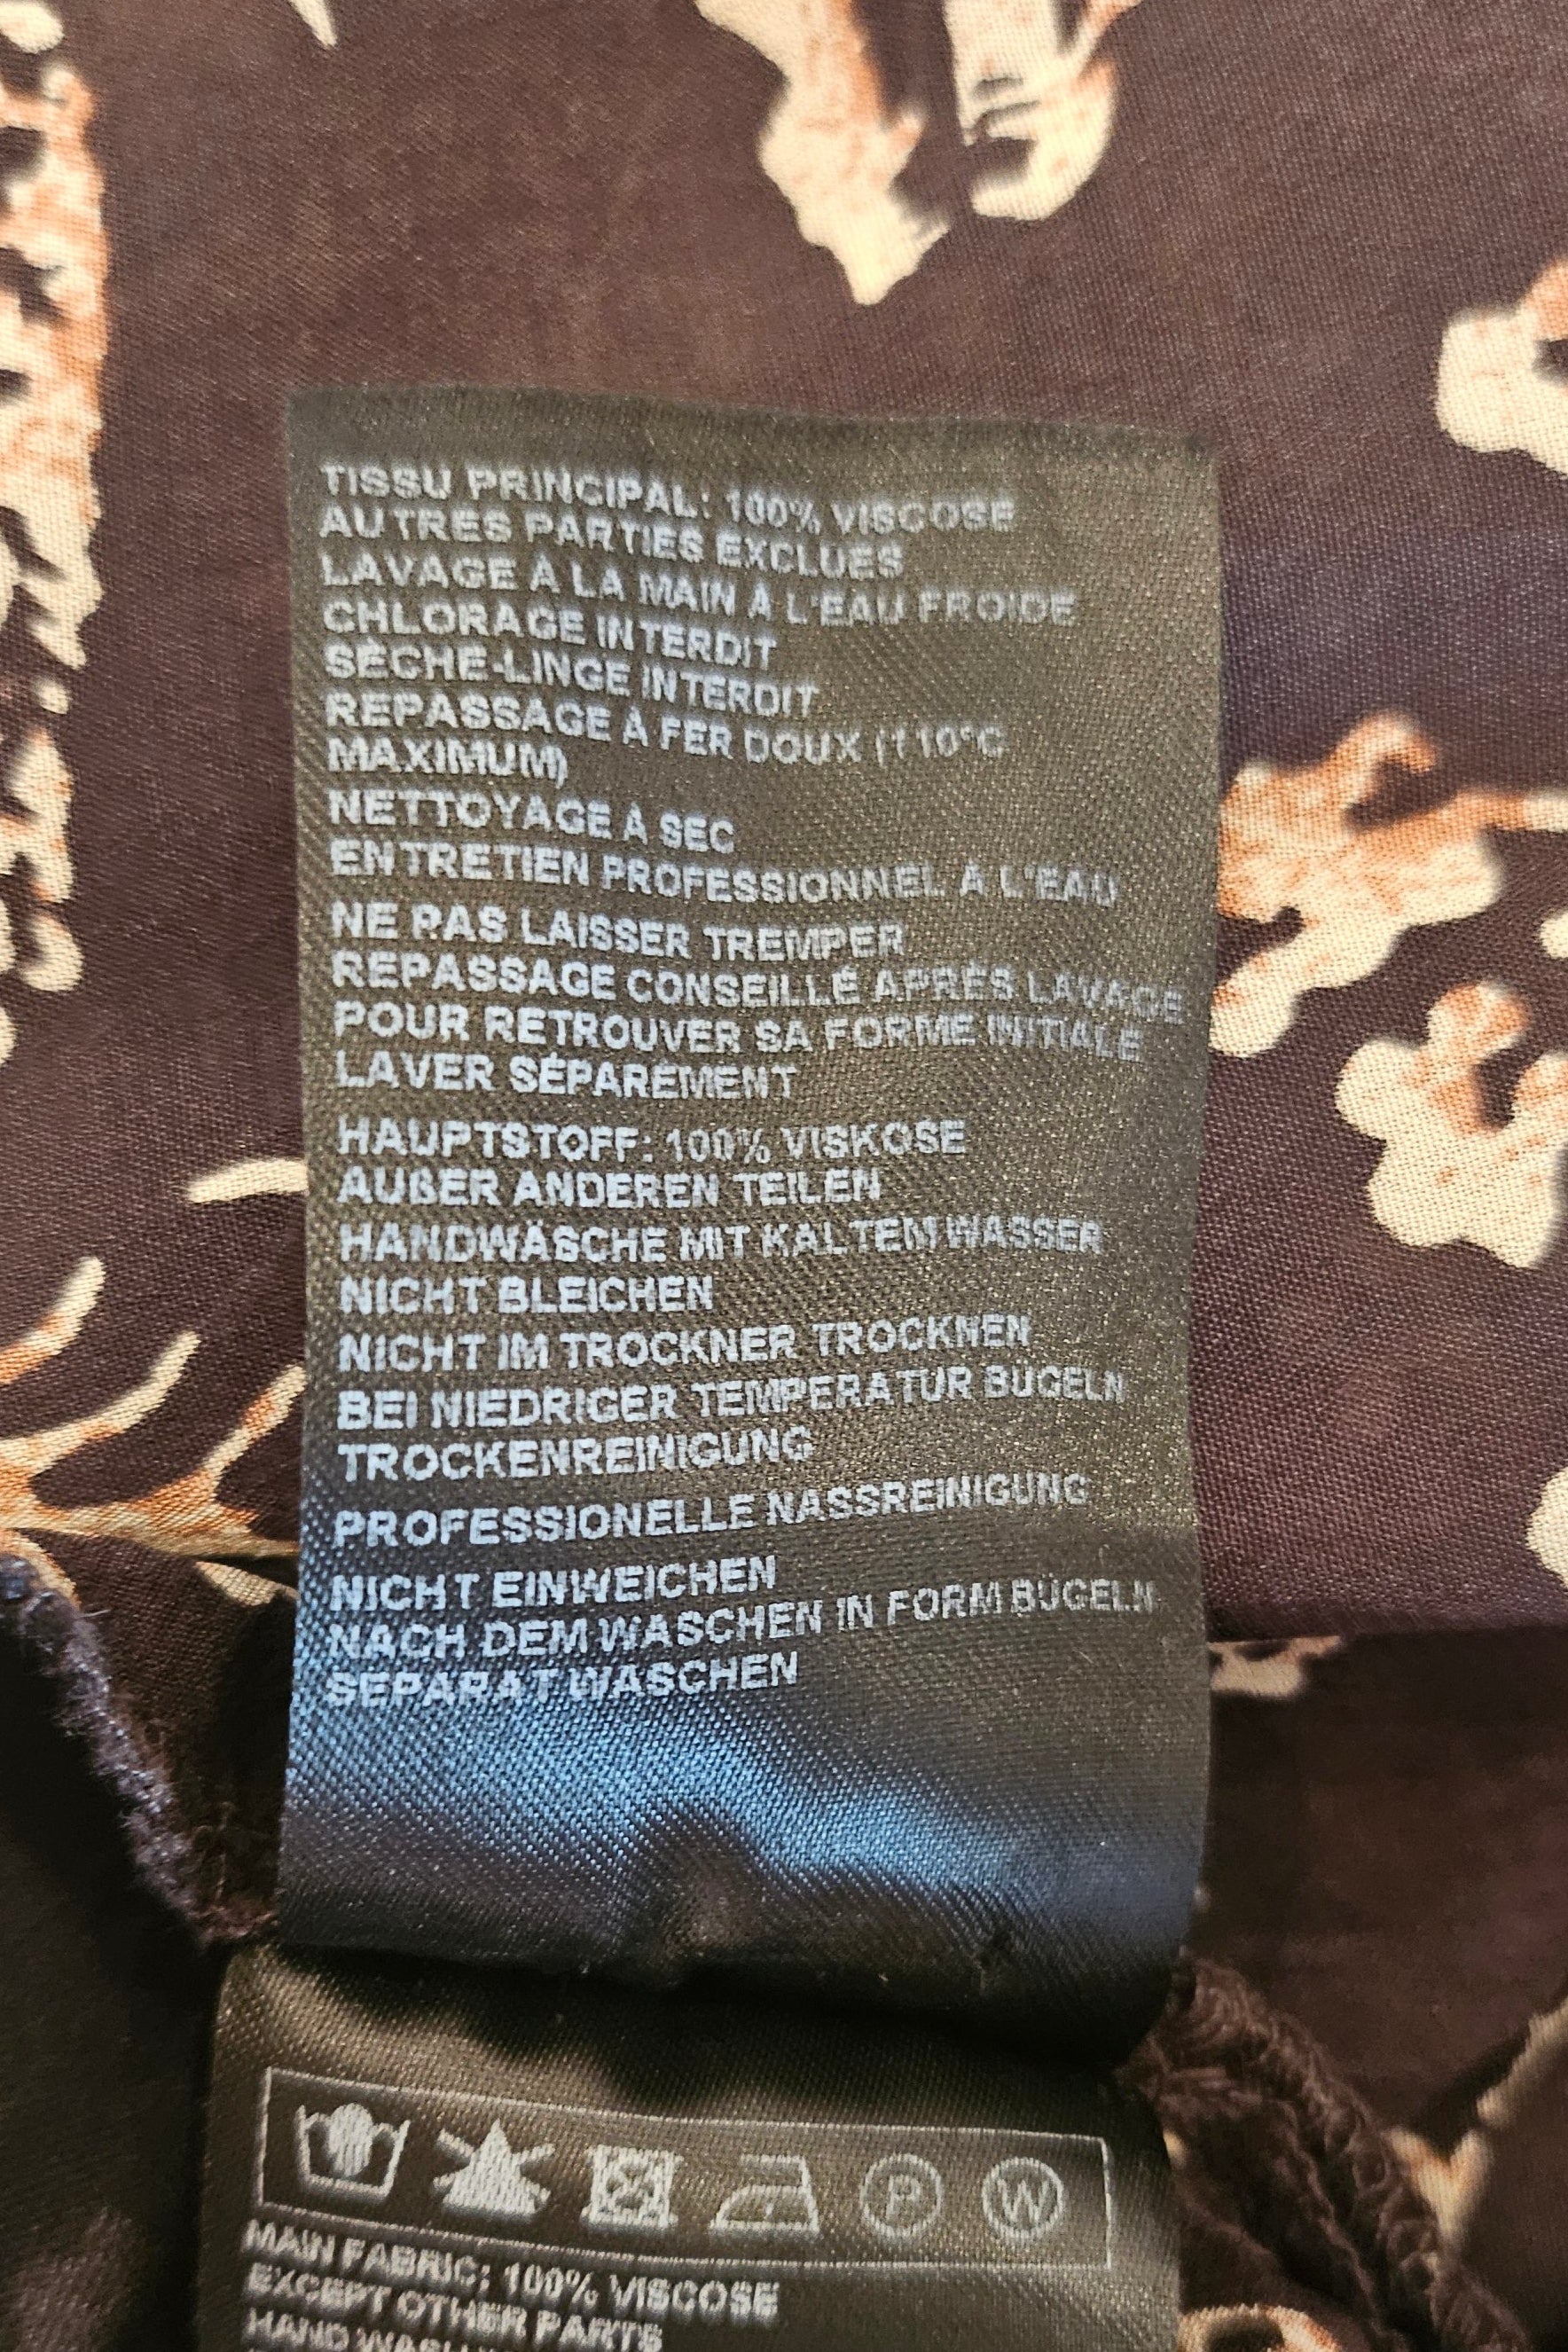 TISSU PRINCIPAL: 100% VISCOSE
AUTRES PARTIES EXCLUES
LAVAGE À LA MAIN À L'EAU FROIDE
CHLORAGE INTERDIT
SÈCHE-LINGE INTERDIT
REPASSAGE À FER DOUX (110°C
MAXIMUM)
NETTOYAGE À SEC
ENTRETIEN PROFESSIONNEL À L'EAU
NE PAS LAISSER TREMPER
REPASSAGE CONSEILLÉ APRÈS LAVAGE
POUR RETROUVER SA FORME INITIALE
LAVER SÉPARÉMENT
HAUPTSTOFF: 100% VISKOSE
AUßER ANDEREN TEILEN
HANDWÄSCHE MIT KALTEM WASSER
NICHT BLEICHEN
NICHT IM TROCKNER TROCKNEN
BEI NIEDRIGER TEMPERATUR BÜGELN
TROCKENREINIGUNG
PROFESSIONELLE NASSREINIGUNG
NICHT EINWEICHEN
NACH DEM WASCHEN IN FORM BÜGELN
SEPARAT WASCHEN
P W
MAIN FABRIC: 100% VISCOSE
EXCEPT OTHER PARTS
HAND